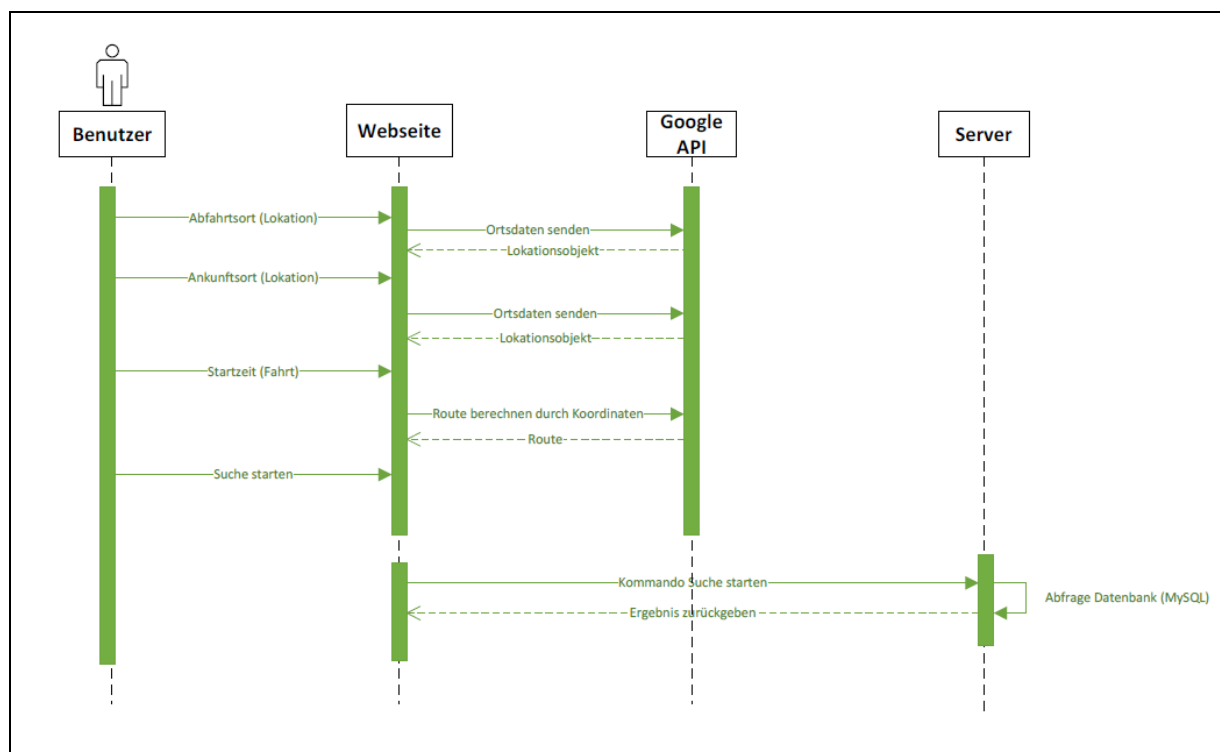 Benutzer
Webseite
Google
API
Server
Abfahrtsort (Lokation)
Ortsdaten senden
Lokationsobjekt
Ankunftsort (Lokation)
Ortsdaten senden
Lokationsobjekt
Startzeit (Fahrt)
Route berechnen durch Koordinaten
Route
Suche starten
Kommando Suche starten
Abfrage Datenbank (MySQL)
Ergebnis zurückgeben